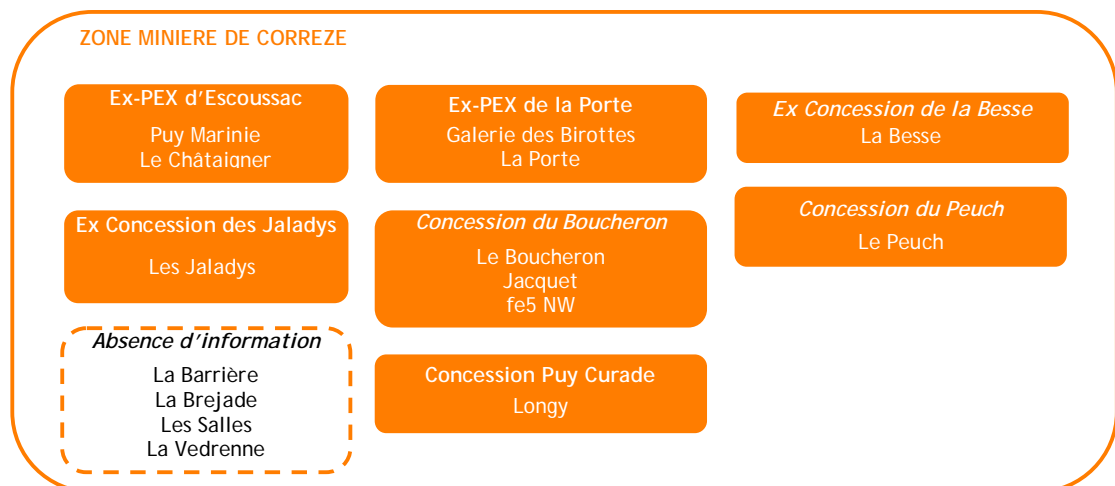 ZONE MINIERE DE CORREZE
Ex-PEX d'Escoussac
Puy Marinie
Le Châtaigner
Ex-PEX de la Porte
Galerie des Birottes
La Porte
Ex Concession de la Besse
La Besse
Ex Concession des Jaladys
Les Jaladys
Concession du Boucheron
Le Boucheron
Jacquet
fe5 NW
Concession du Peuch
Le Peuch
Absence d'information
La Barrière
La Brejade
Les Salles
La Vedrenne
Concession Puy Curade
Longy